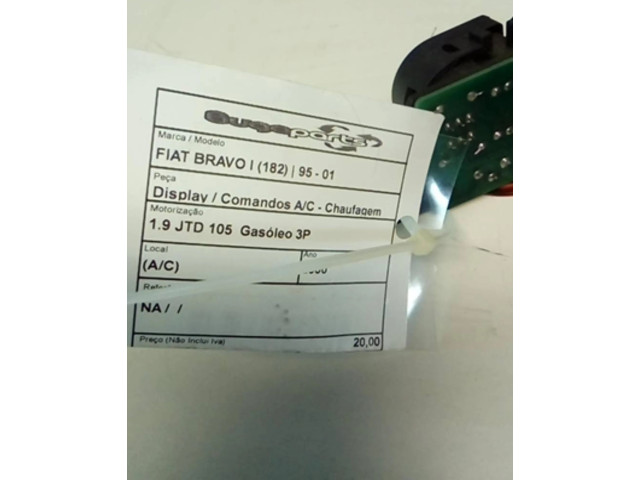 Gugaparts
Marca / Modelo
FIAT BRAVO I (182) | 95 - 01
Peça
Display / Comandos A/C - Chaufagem
Motorização
1.9 JTD 105 Gasóleo 3P
Local
Ano
(A/C)
NA / /
Preço (Não Inclui Iva)
20,00